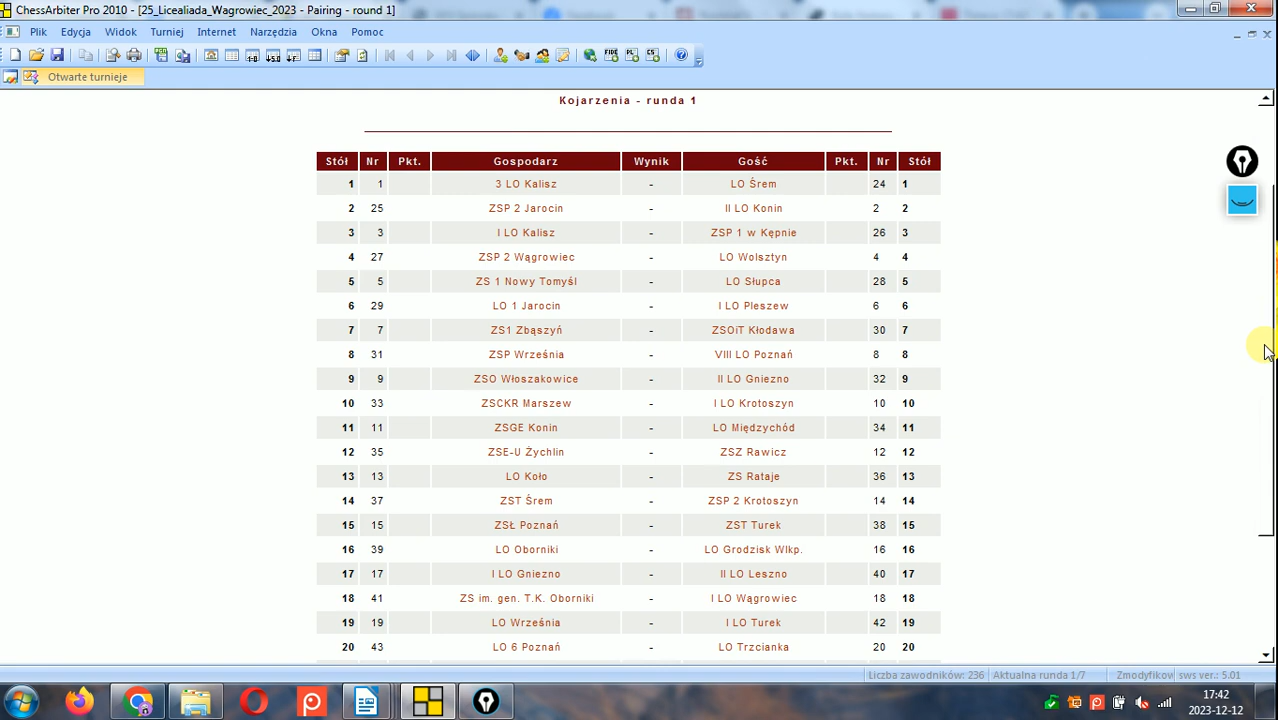 ChessArbiter Pro 2010 - [25_Licealiada_Wagrowiec_2023 - Pairing - round 1]
Plik Edycja Widok Turniej Internet Narzędzia Okna Pomoc
Otwarte turnieje
Kojarzenia - runda 1
Stół Nr Pkt. Gospodarz Wynik Gość Pkt. Nr Stół
1 1 3 LO Kalisz - LO Śrem 24 1
2 25 ZSP 2 Jarocin - II LO Konin 2 2
3 3 I LO Kalisz - ZSP 1 w Kępnie 26 3
4 27 ZSP 2 Wągrowiec - LO Wolsztyn 4 4
5 5 ZS 1 Nowy Tomyśl - LO Słupca 28 5
6 29 LO 1 Jarocin - I LO Pleszew 6 6
7 7 ZS1 Zbąszyń - ZSOiT Kłodawa 30 7
8 31 ZSP Września - VIII LO Poznań 8 8
9 9 ZSO Włoszakowice - II LO Gniezno 32 9
10 33 ZSCKR Marszew - I LO Krotoszyn 10 10
11 11 ZSGE Konin - LO Międzychód 34 11
12 35 ZSE-U Żychlin - ZSZ Rawicz 12 12
13 13 LO Koło - ZS Rataje 36 13
14 37 ZST Śrem - ZSP 2 Krotoszyn 14 14
15 15 ZSŁ Poznań - ZST Turek 38 15
16 39 LO Oborniki - LO Grodzisk Wlkp. 16 16
17 17 I LO Gniezno - II LO Leszno 40 17
18 41 ZS im. gen. T.K. Oborniki - I LO Wągrowiec 18 18
19 19 LO Września - I LO Turek 42 19
20 43 LO 6 Poznań - LO Trzcianka 20 20
Liczba zawodników: 236 Aktualna runda 1/7 Zmodyfikow sws ver.: 5.01
17:42
2023-12-12